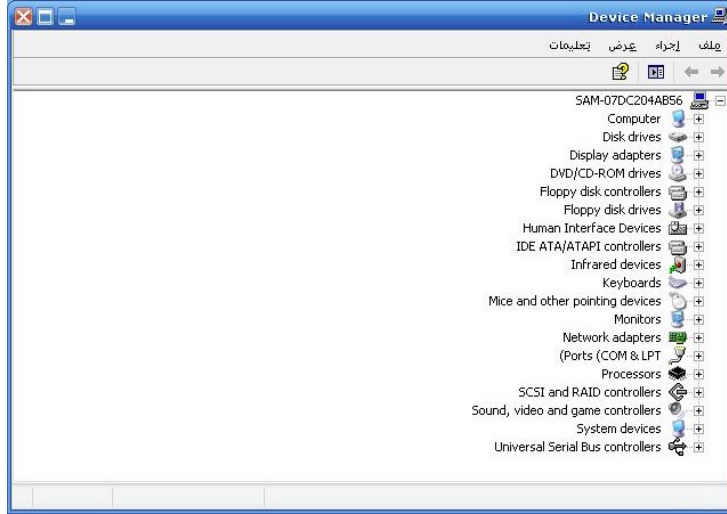 Device Manager
ملف إجراء عرض تعليمات
SAM-07DC204AB56
Computer
Disk drives
Display adapters
DVD/CD-ROM drives
Floppy disk controllers
Floppy disk drives
Human Interface Devices
IDE ATA/ATAPI controllers
Infrared devices
Keyboards
Mice and other pointing devices
Monitors
Network adapters
(Ports (COM & LPT
Processors
SCSI and RAID controllers
Sound, video and game controllers
System devices
Universal Serial Bus controllers